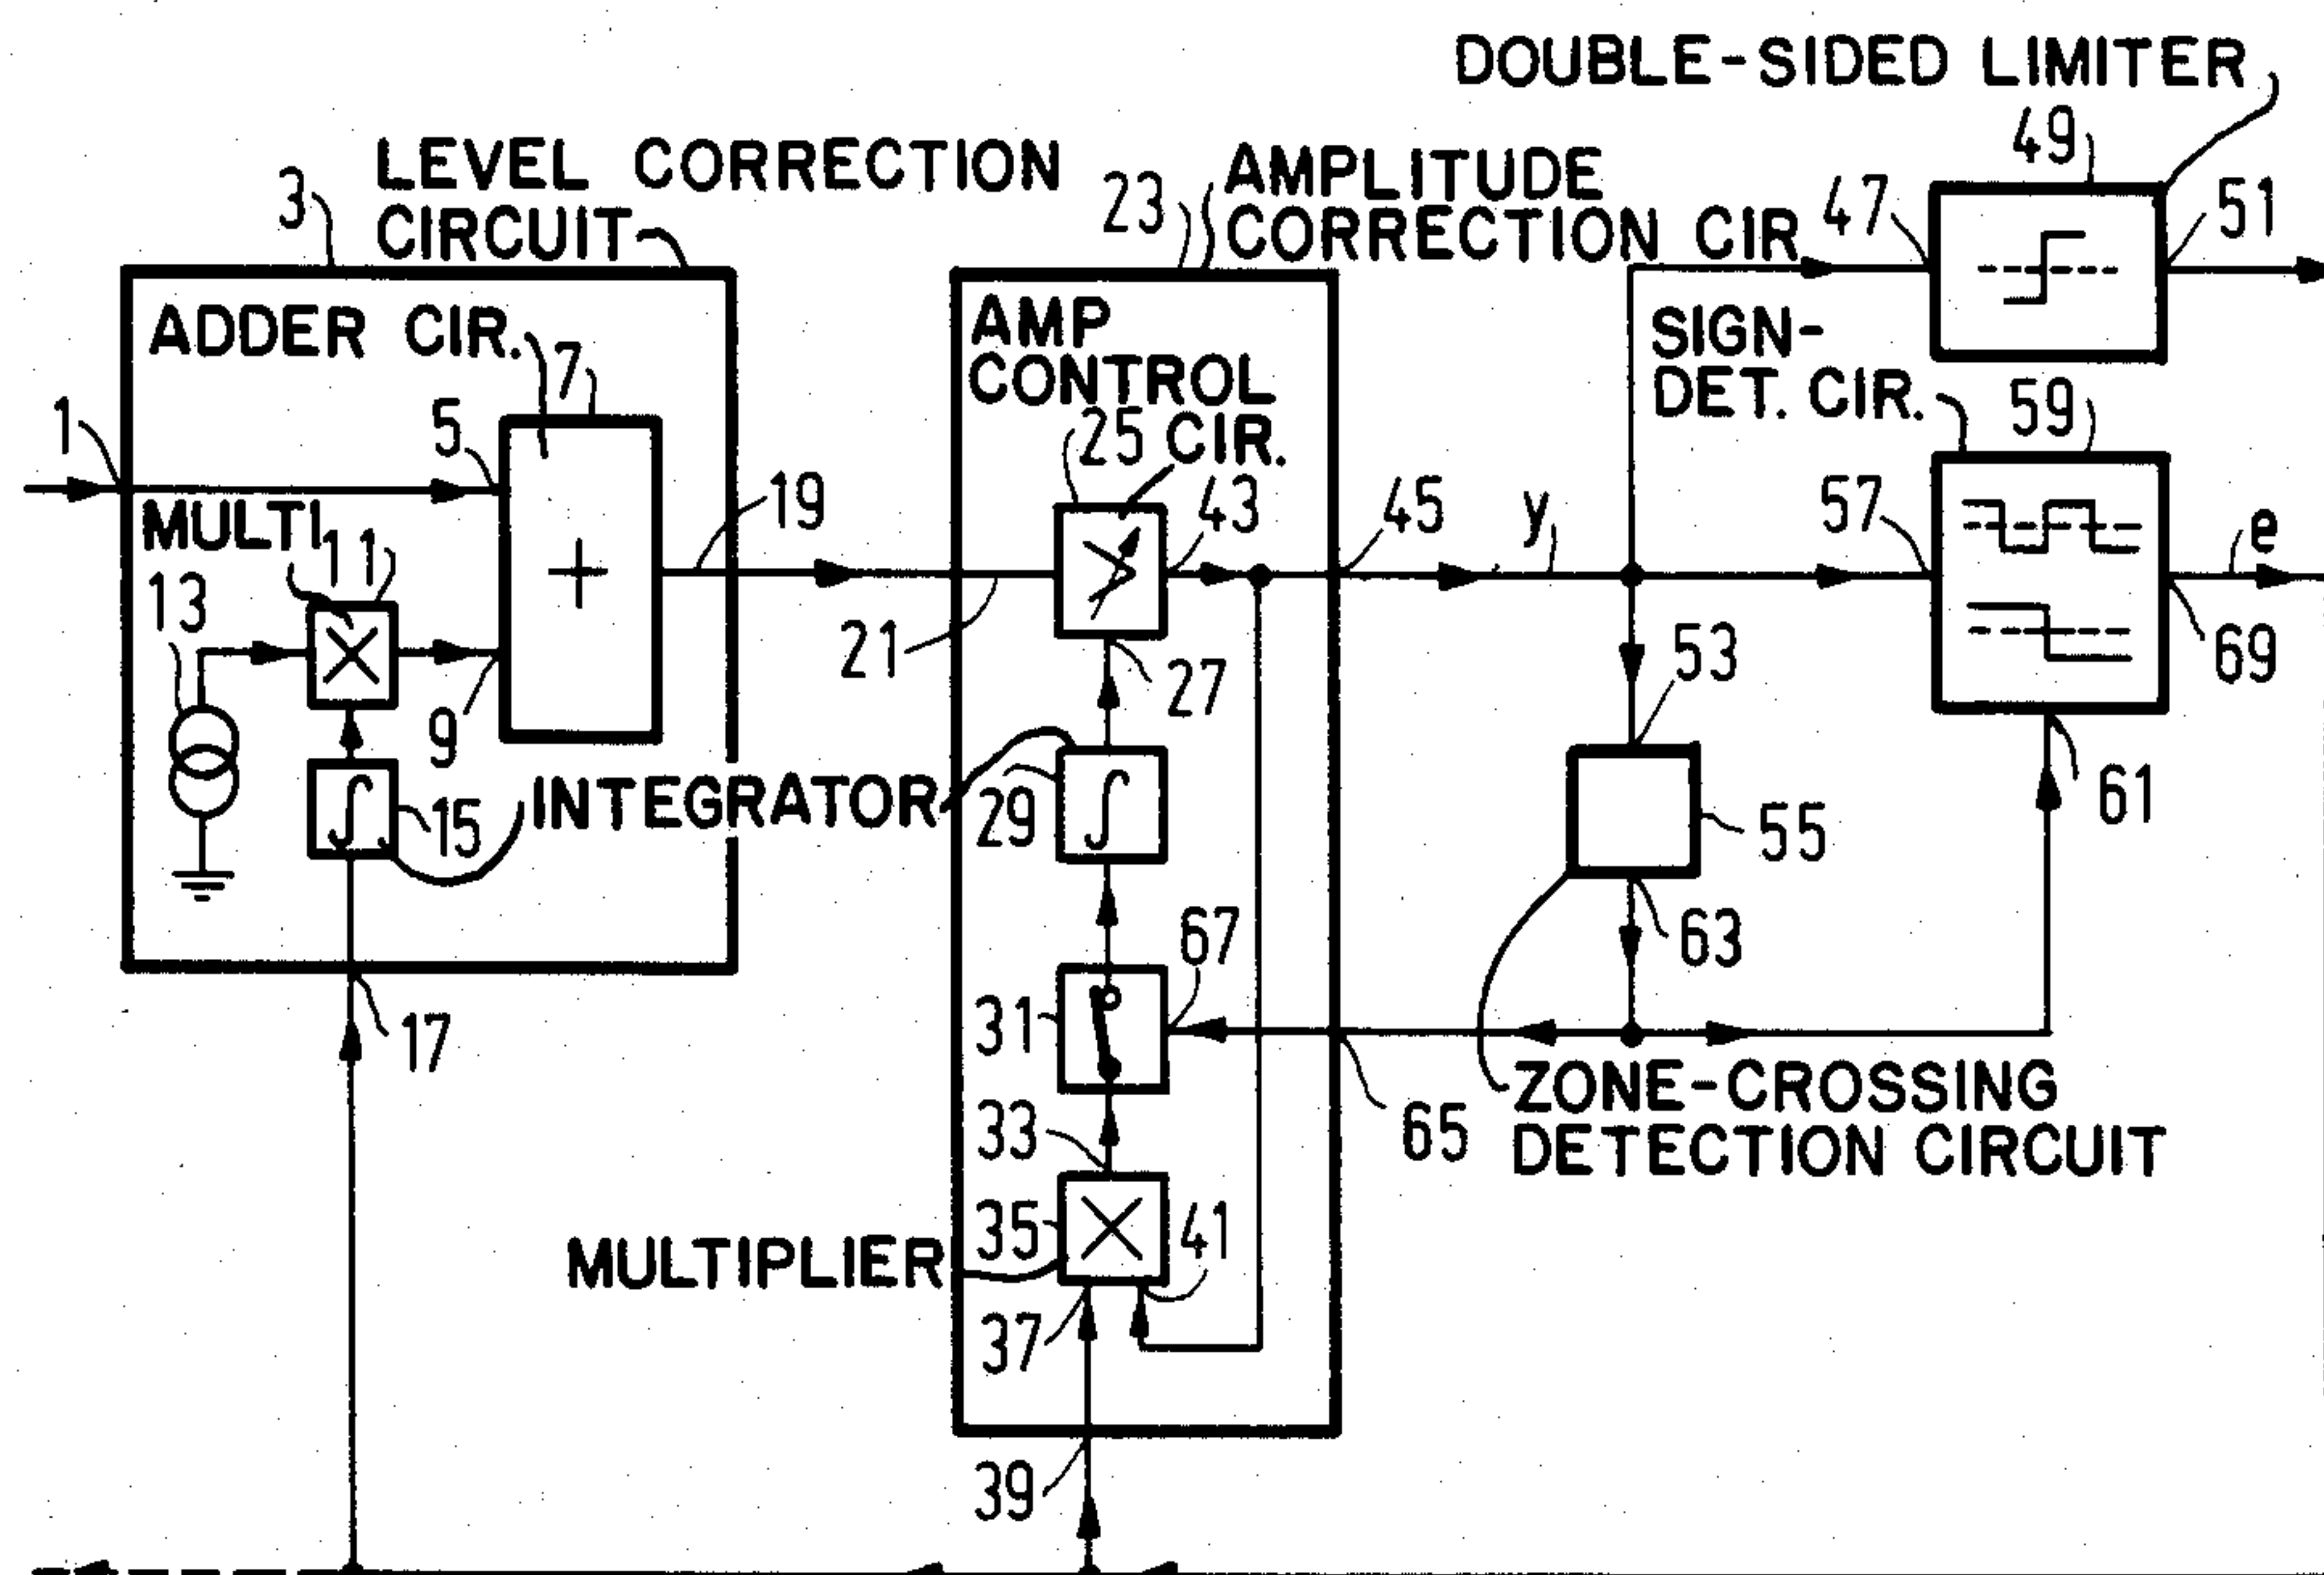 DOUBLE-SIDED LIMITER
49
LEVEL CORRECTION
CIRCUIT
3
23
AMPLITUDE
CORRECTION CIR
47
51
ADDER CIR.
7
AMP
CONTROL
CIR.
25
SIGN-
DET. CIR.
59
1
5
MULTI
11
13
19
43
45
y
57
e
21
27
53
69
9
15
INTEGRATOR
29
55
61
67
63
31
17
33
65
ZONE-CROSSING
DETECTION CIRCUIT
35
41
MULTIPLIER
37
39